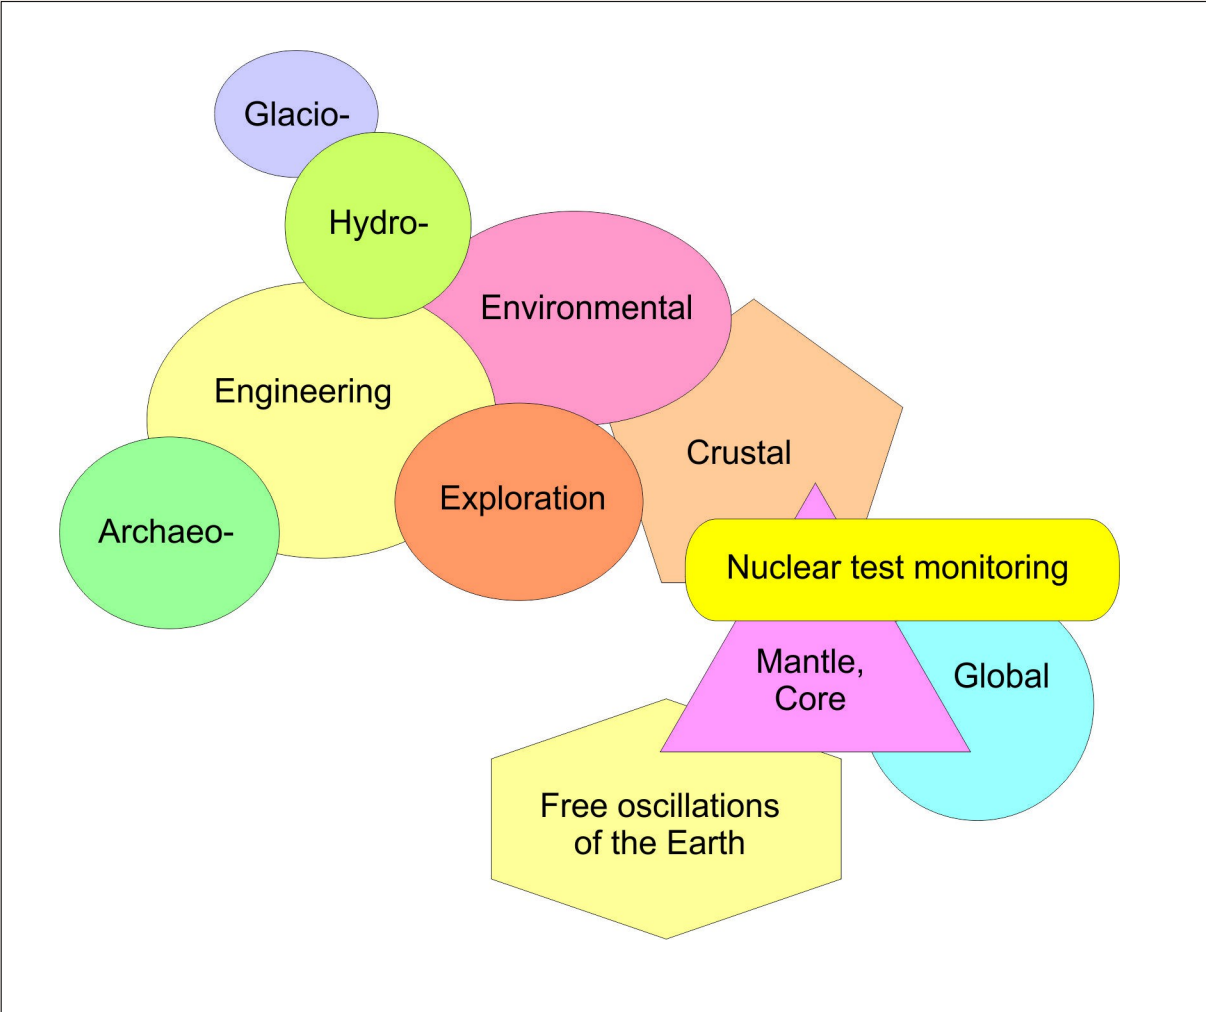 Glacio-
Hydro-
Environmental
Engineering
Crustal
Exploration
Archaeo-
Nuclear test monitoring
Mantle,
Core
Global
Free oscillations
of the Earth